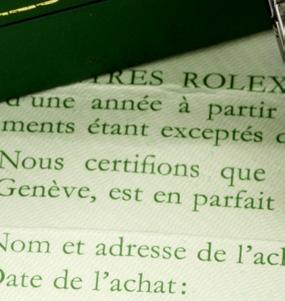 TRES ROLEX
d'une année à partir
ments étant exceptés d
Nous certifions que
Genève, est en parfait
Nom et adresse de l'ach
Date de l'achat: